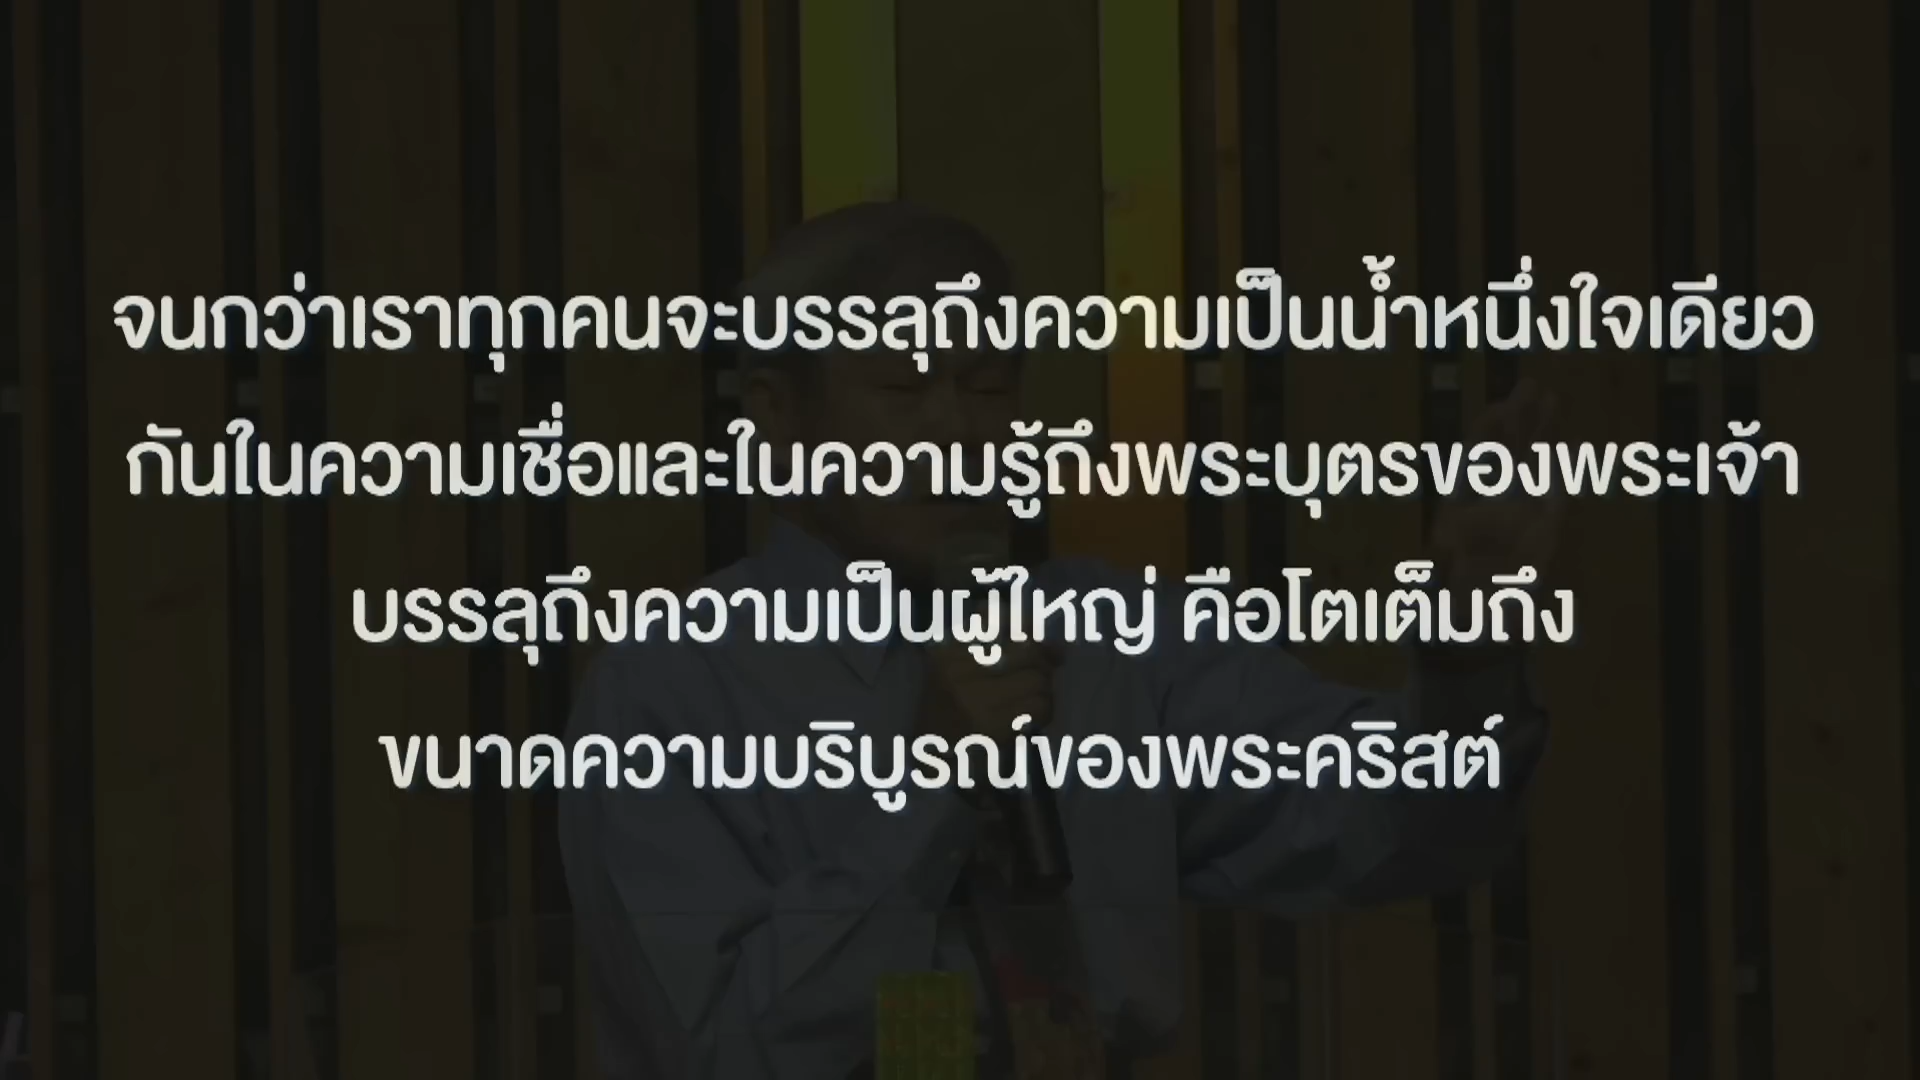 จนกว่าเราทุกคนจะบรรลุถึงความเป็นน้ำหนึ่งใจเดียว
กันในความเชื่อและในความรู้ถึงพระบุตรของพระเจ้า
บรรลุถึงความเป็นผู้ใหญ่ คือโตเต็มถึง
ขนาดความบริบูรณ์ของพระคริสต์